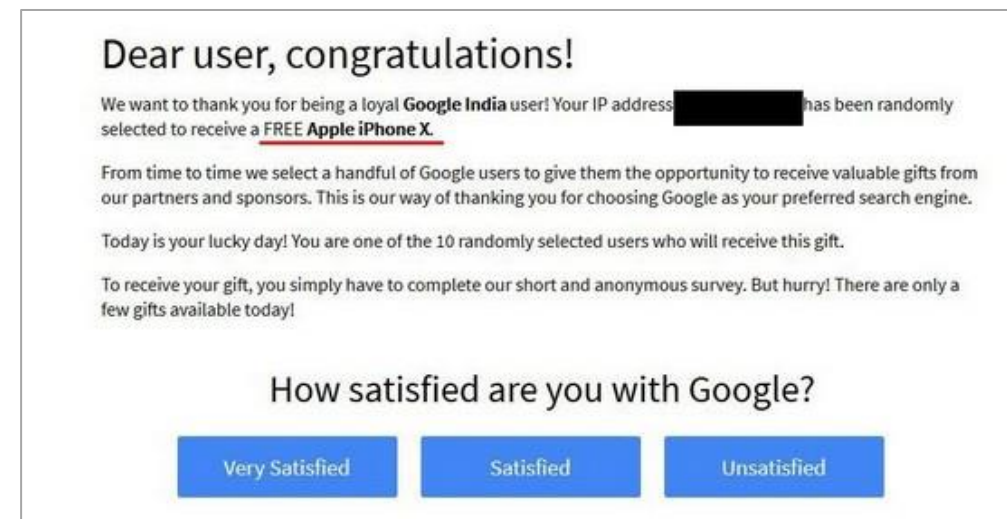 Dear user, congratulations!
We want to thank you for being a loyal Google India user! Your IP address has been randomly
selected to receive a FREE Apple iPhone X.
From time to time we select a handful of Google users to give them the opportunity to receive valuable gifts from
our partners and sponsors. This is our way of thanking you for choosing Google as your preferred search engine.
Today is your lucky day! You are one of the 10 randomly selected users who will receive this gift.
To receive your gift, you simply have to complete our short and anonymous survey. But hurry! There are only a
few gifts available today!
How satisfied are you with Google?
Very Satisfied
Satisfied
Unsatisfied